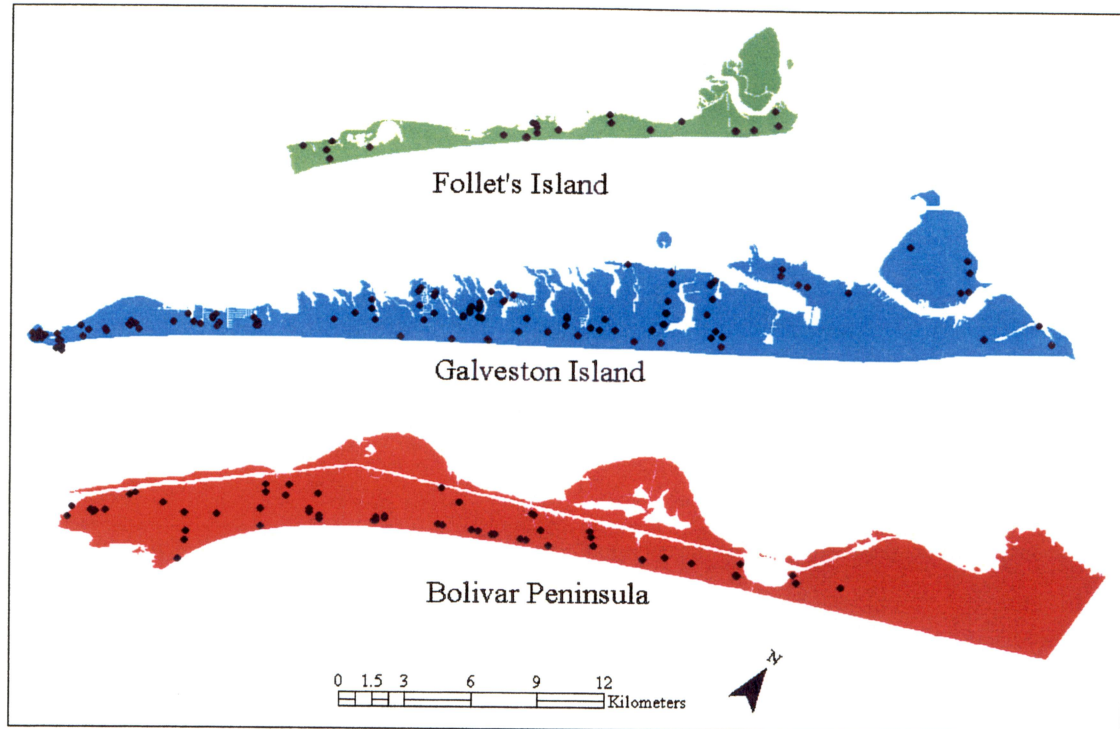 Follet's Island
Galveston Island
Bolivar Peninsula
0 1.5 3 6 9 12
Kilometers
N